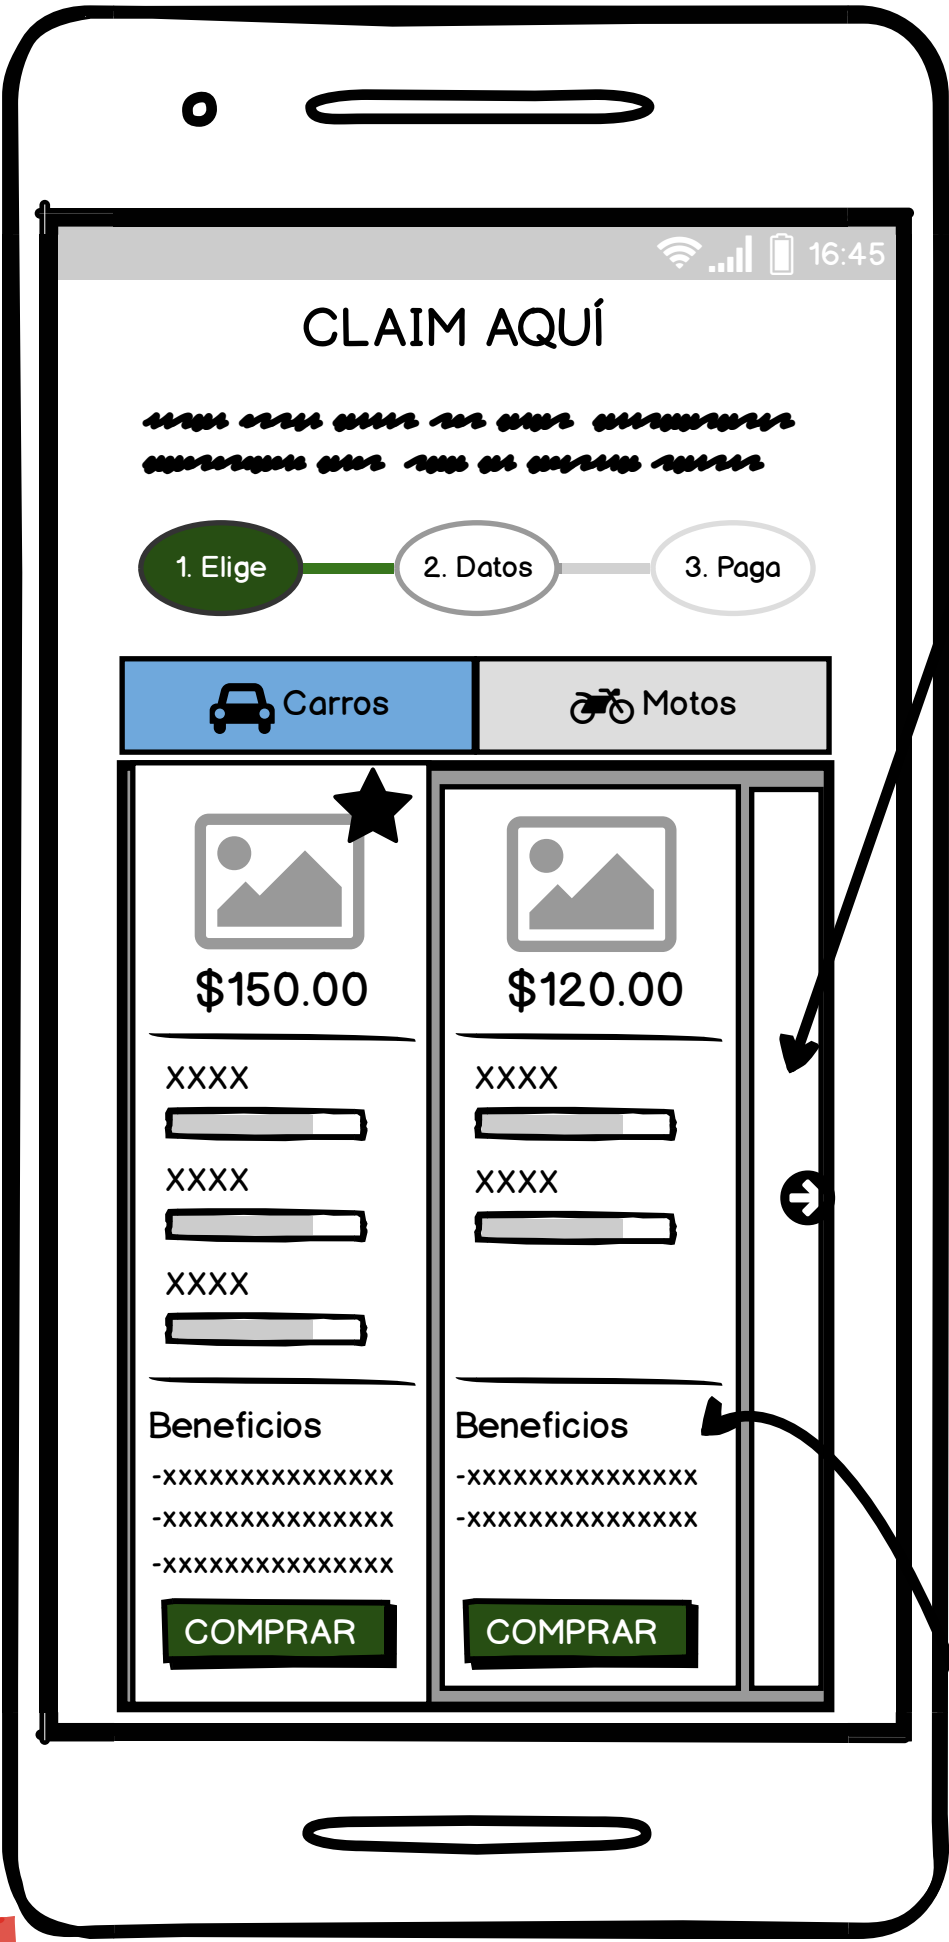 16:45
CLAIM AQUÍ
1. Elige
2. Datos
3. Paga
Carros
Motos
$150.00
XXXX
XXXX
XXXX
Beneficios
-xxxxxxxxxxxxxxx
-xxxxxxxxxxxxxxx
-xxxxxxxxxxxxxxx
COMPRAR
$120.00
XXXX
XXXX
Beneficios
-xxxxxxxxxxxxxxx
-xxxxxxxxxxxxxxx
COMPRAR